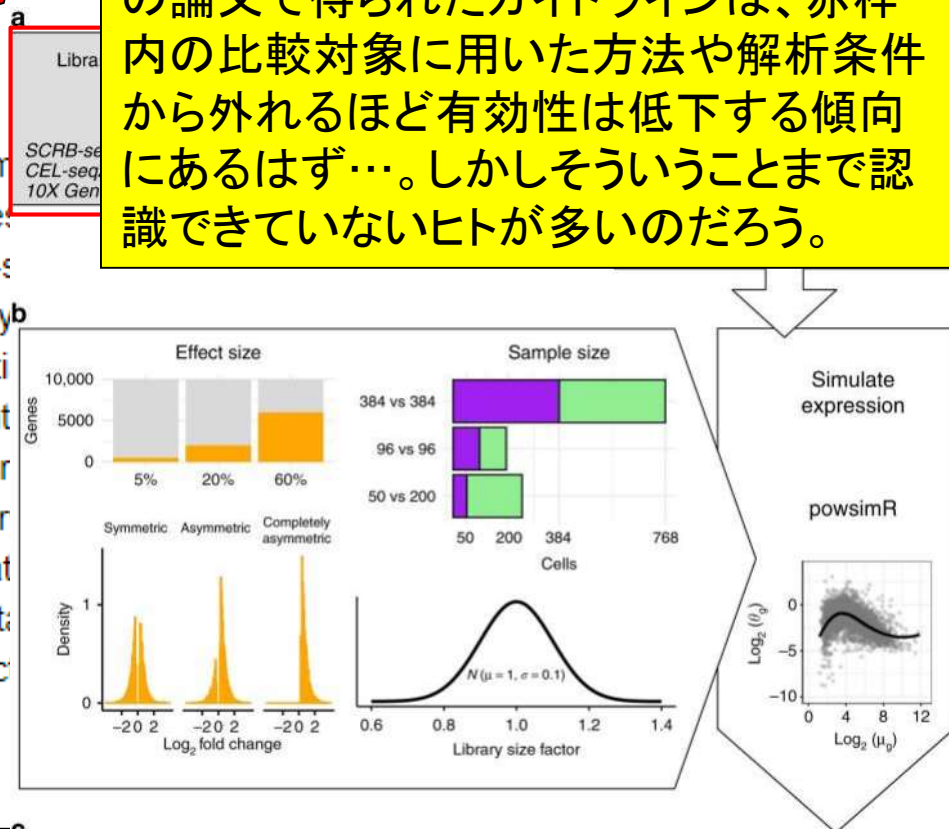 a
の論文で得られたガイドラインは、赤枠
内の比較対象に用いた方法や解析条件
から外れるほど有効性は低下する傾向
にあるはず…。しかしそういうことまで認
識できていないヒトが多いのだろう。
b
Effect size
10,000
5000
0
Genes
5% 20% 60%
Symmetric Asymmetric Completely asymmetric
Density
1
0
-2 0 2 -2 0 2 -2 0 2
Log2 fold change
Sample size
384 vs 384
96 vs 96
50 vs 200
50 200 384 768
Cells
N (μ = 1, σ = 0.1)
0.6 0.8 1.0 1.2 1.4
Library size factor
Simulate
expression
powsimR
Log2 (θg)
0
-5
-10
0 4 8 12
Log2 (μg)